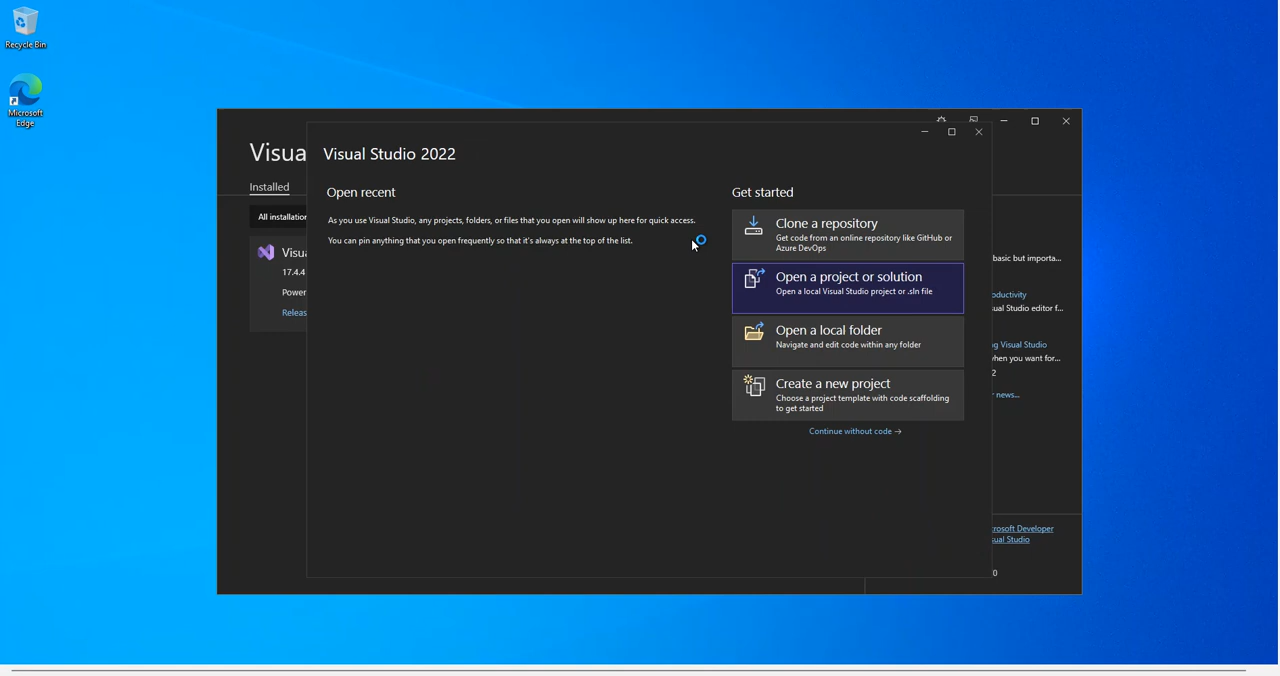 Recycle Bin
Microsoft
Edge
Visua
Installed
All installation
Visua
17.4.4
Power
Releas
Visual Studio 2022
Open recent
As you use Visual Studio, any projects, folders, or files that you open will show up here for quick access.
You can pin anything that you open frequently so that it's always at the top of the list.
Get started
Clone a repository
Get code from an online repository like GitHub or
Azure DevOps
Open a project or solution
Open a local Visual Studio project or .sln file
Open a local folder
Navigate and edit code within any folder
Create a new project
Choose a project template with code scaffolding
to get started
Continue without code →
basic but importa...
oductivity
sual Studio editor f...
ng Visual Studio
when you want for...
2
r news...
rosoft Developer
sual Studio
0